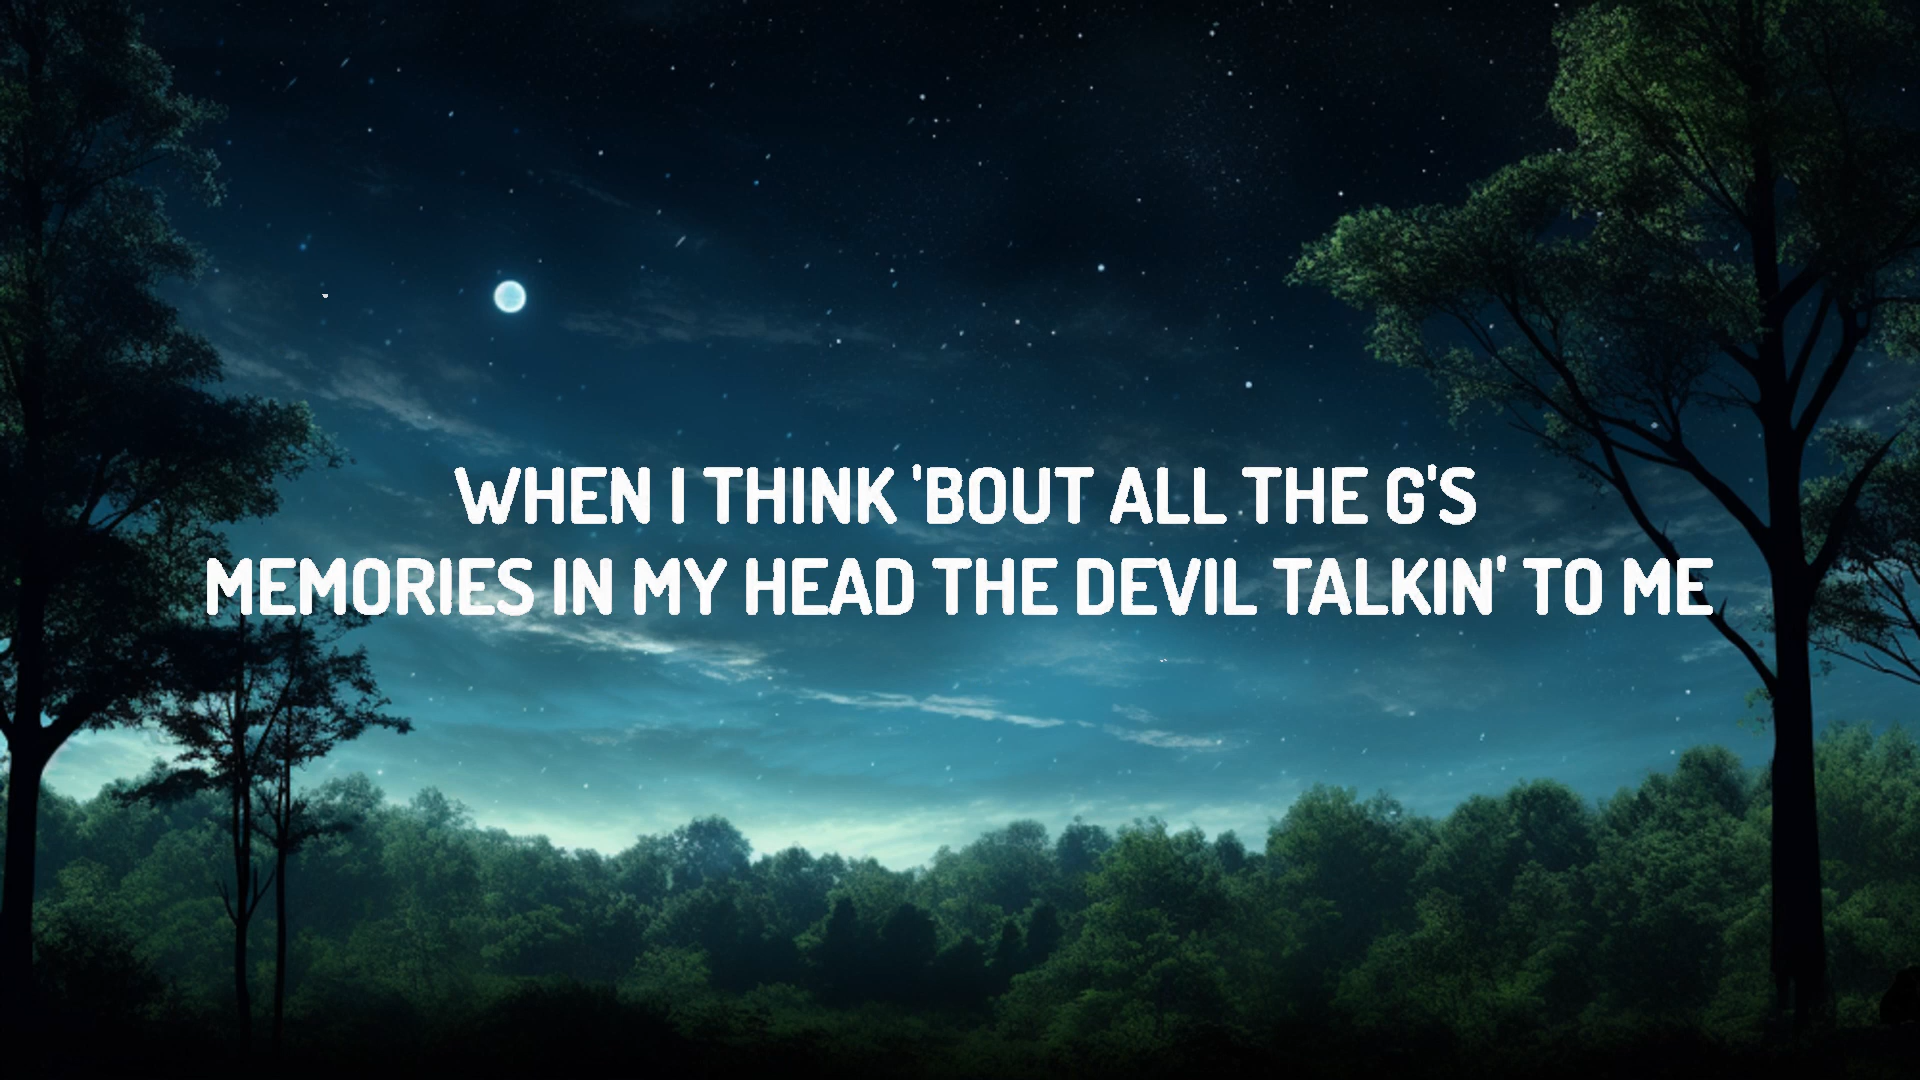 WHEN I THINK 'BOUT ALL THE G'S
MEMORIES IN MY HEAD THE DEVIL TALKIN' TO ME